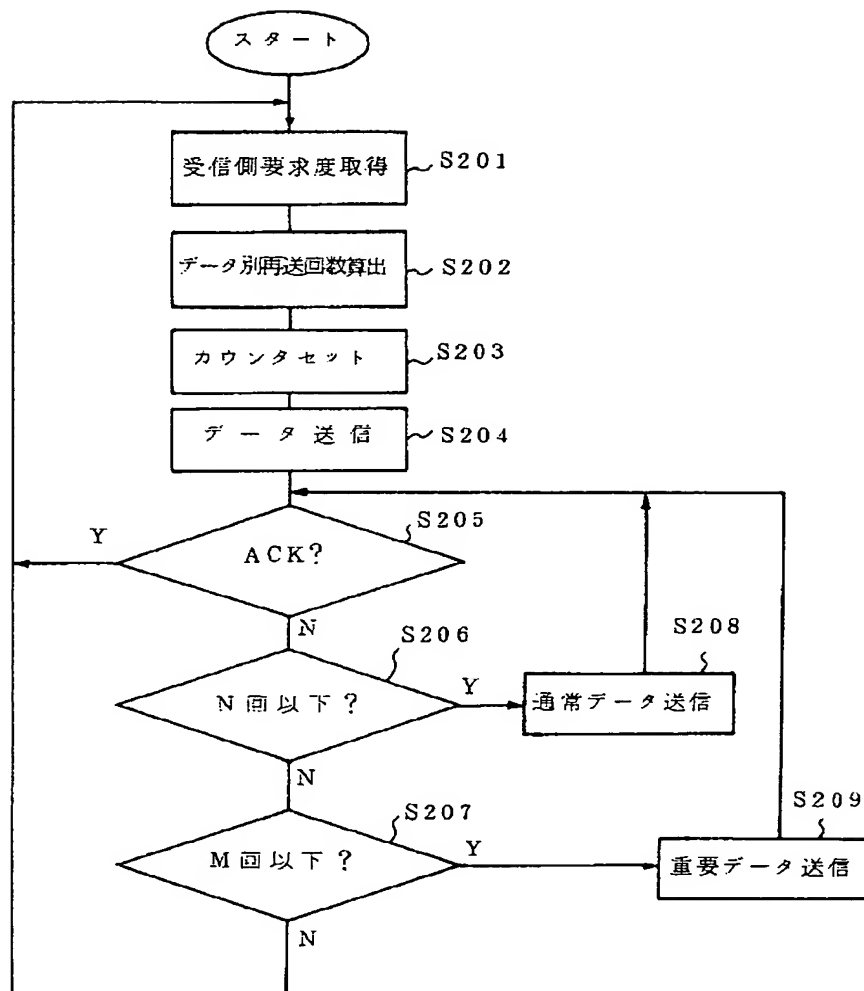 スタート
受信側要求度取得
S201
データ別再送回数算出
S202
カウンタセット
S203
データ送信
S204
S205
Y
ACK?
N
S206
N回以下?
Y
S208
通常データ送信
N
S207
M回以下?
Y
S209
重要データ送信
N